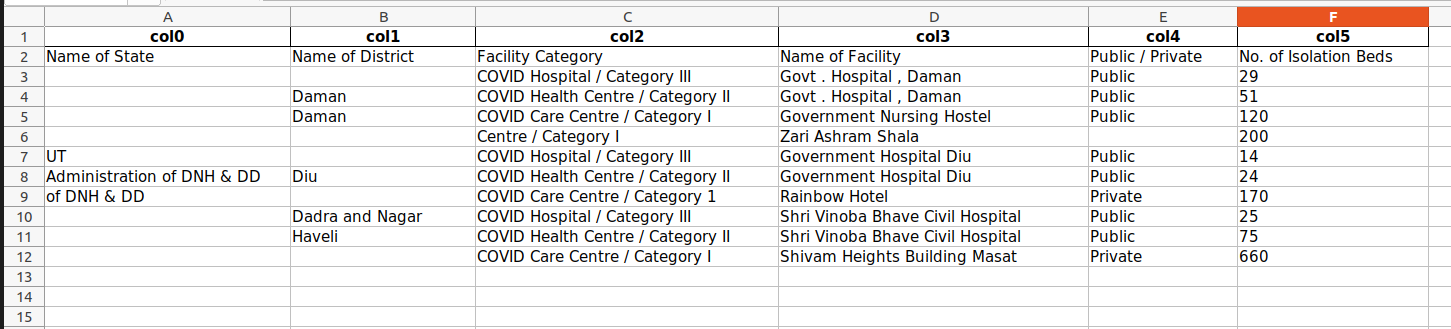 A B C D E F
1 col0 col1 col2 col3 col4 col5
2 Name of State Name of District Facility Category Name of Facility Public / Private No. of Isolation Beds
3 COVID Hospital / Category III Govt . Hospital , Daman Public 29
4 Daman COVID Health Centre / Category II Govt . Hospital , Daman Public 51
5 Daman COVID Care Centre / Category I Government Nursing Hostel Public 120
6 Centre / Category I Zari Ashram Shala 200
7 UT COVID Hospital / Category III Government Hospital Diu Public 14
8 Administration of DNH & DD Diu COVID Health Centre / Category II Government Hospital Diu Public 24
9 of DNH & DD COVID Care Centre / Category 1 Rainbow Hotel Private 170
10 Dadra and Nagar COVID Hospital / Category III Shri Vinoba Bhave Civil Hospital Public 25
11 Haveli COVID Health Centre / Category II Shri Vinoba Bhave Civil Hospital Public 75
12 COVID Care Centre / Category I Shivam Heights Building Masat Private 660
13
14
15